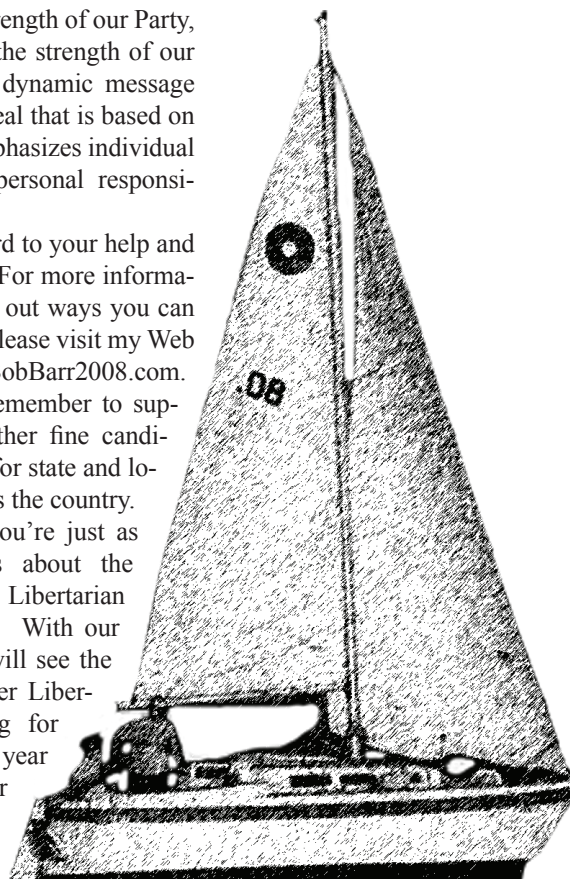 rength of our Party,
the strength of our
dynamic message
eal that is based on
phasizes individual
personal responsi-
rd to your help and
For more informa-
out ways you can
lease visit my Web
BobBarr2008.com.
emember to sup-
ther fine candi-
for state and lo-
s the country.
ou're just as
s about the
Libertarian
With our
will see the
er Liber-
g for
year
r
.08